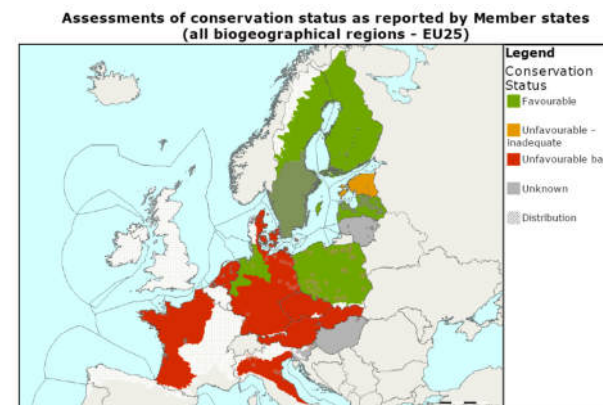 Assessments of conservation status as reported by Member states
(all biogeographical regions - EU25)
Legend
Conservation
Status
Favourable
Unfavourable –
inadequate
Unfavourable ba
Unknown
Distribution